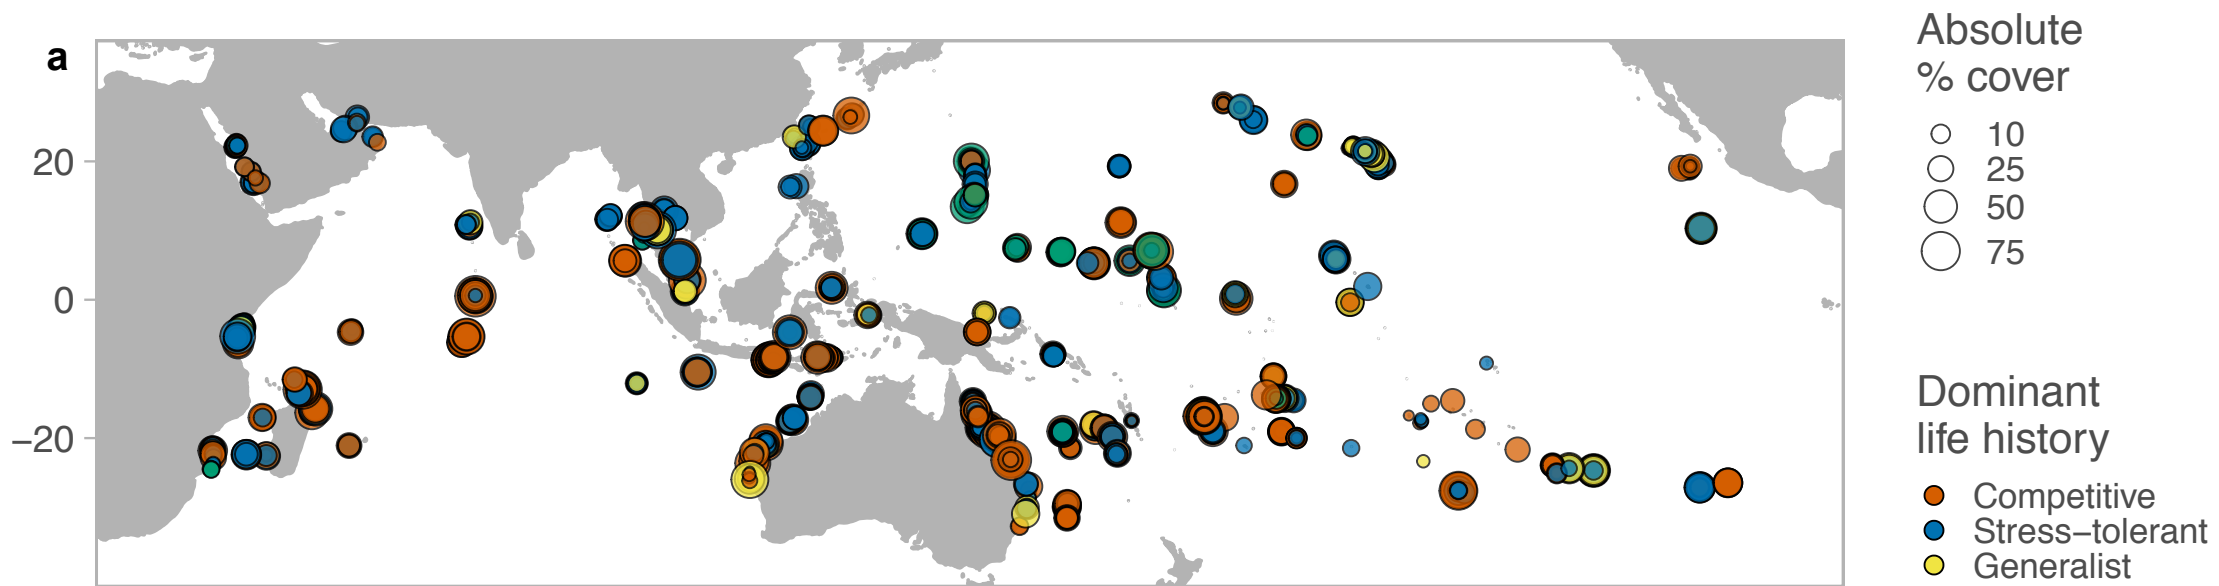 a
20
0
−20
Absolute
% cover
10
25
50
75
Dominant
life history
Competitive
Stress−tolerant
Generalist